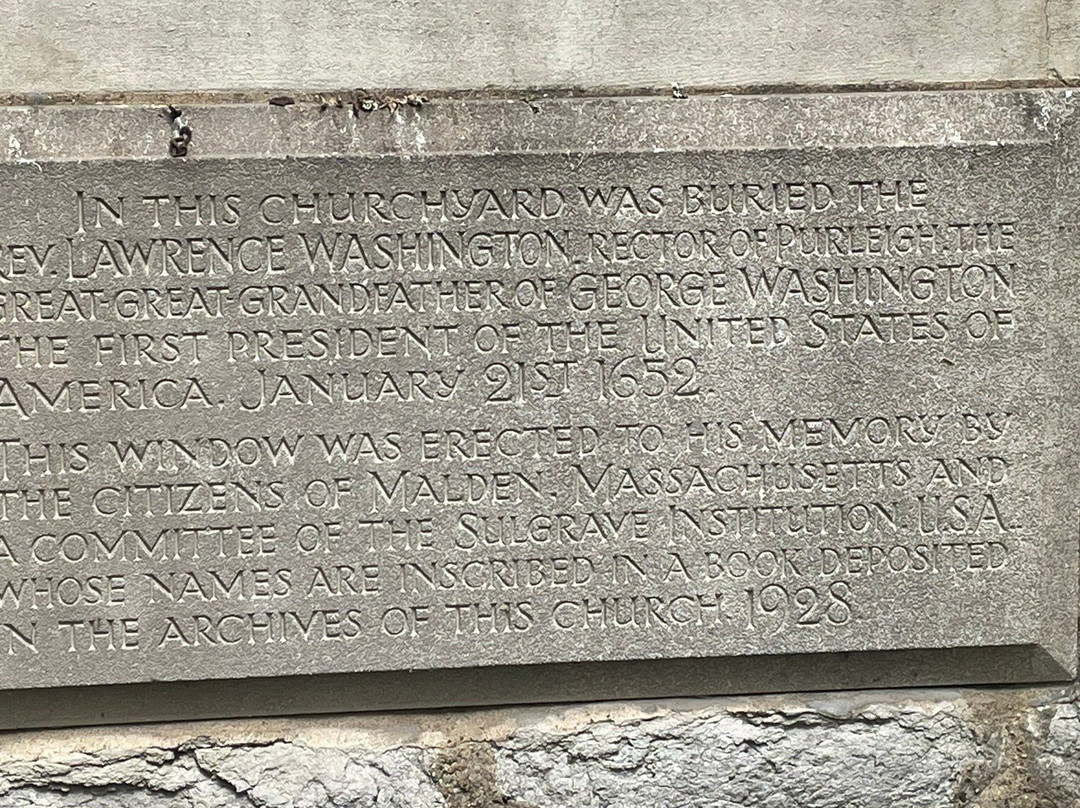 IN THIS CHURCHYARD WAS BURIED THE
REV. LAWRENCE WASHINGTON, RECTOR OF PURLEIGH, THE
GREAT-GREAT-GRANDFATHER OF GEORGE WASHINGTON
THE FIRST PRESIDENT OF THE UNITED STATES OF
AMERICA. JANUARY 21ST 1652.
THIS WINDOW WAS ERECTED TO HIS MEMORY BY
THE CITIZENS OF MALDEN, MASSACHUSETTS AND
A COMMITTEE OF THE SULGRAVE INSTITUTION, U.S.A.
WHOSE NAMES ARE INSCRIBED IN A BOOK DEPOSITED
IN THE ARCHIVES OF THIS CHURCH. 1928